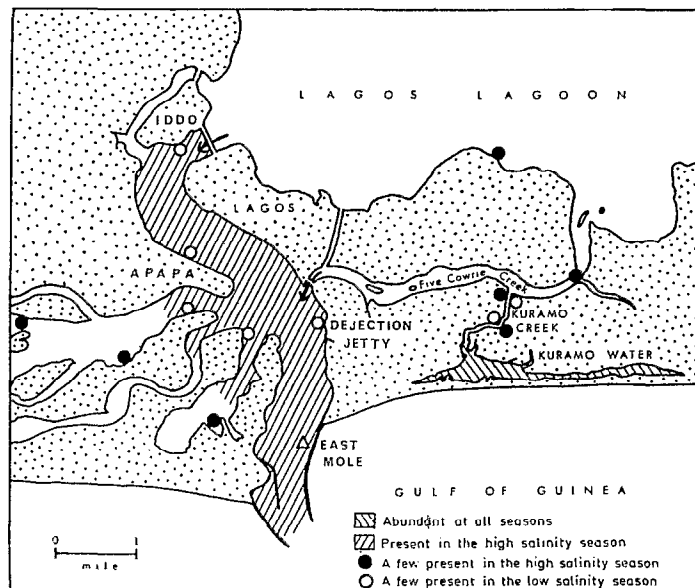 LAGOS LAGOON
IDDO
LAGOS
APAPA
Five Cowrie Creek
DEJECTION
JETTY
KURAMO
CREEK
KURAMO WATER
EAST
MOLE
GULF OF GUINEA
Abundant at all seasons
Present in the high salinity season
A few present in the high salinity season
A few present in the low salinity season
0 1
mile